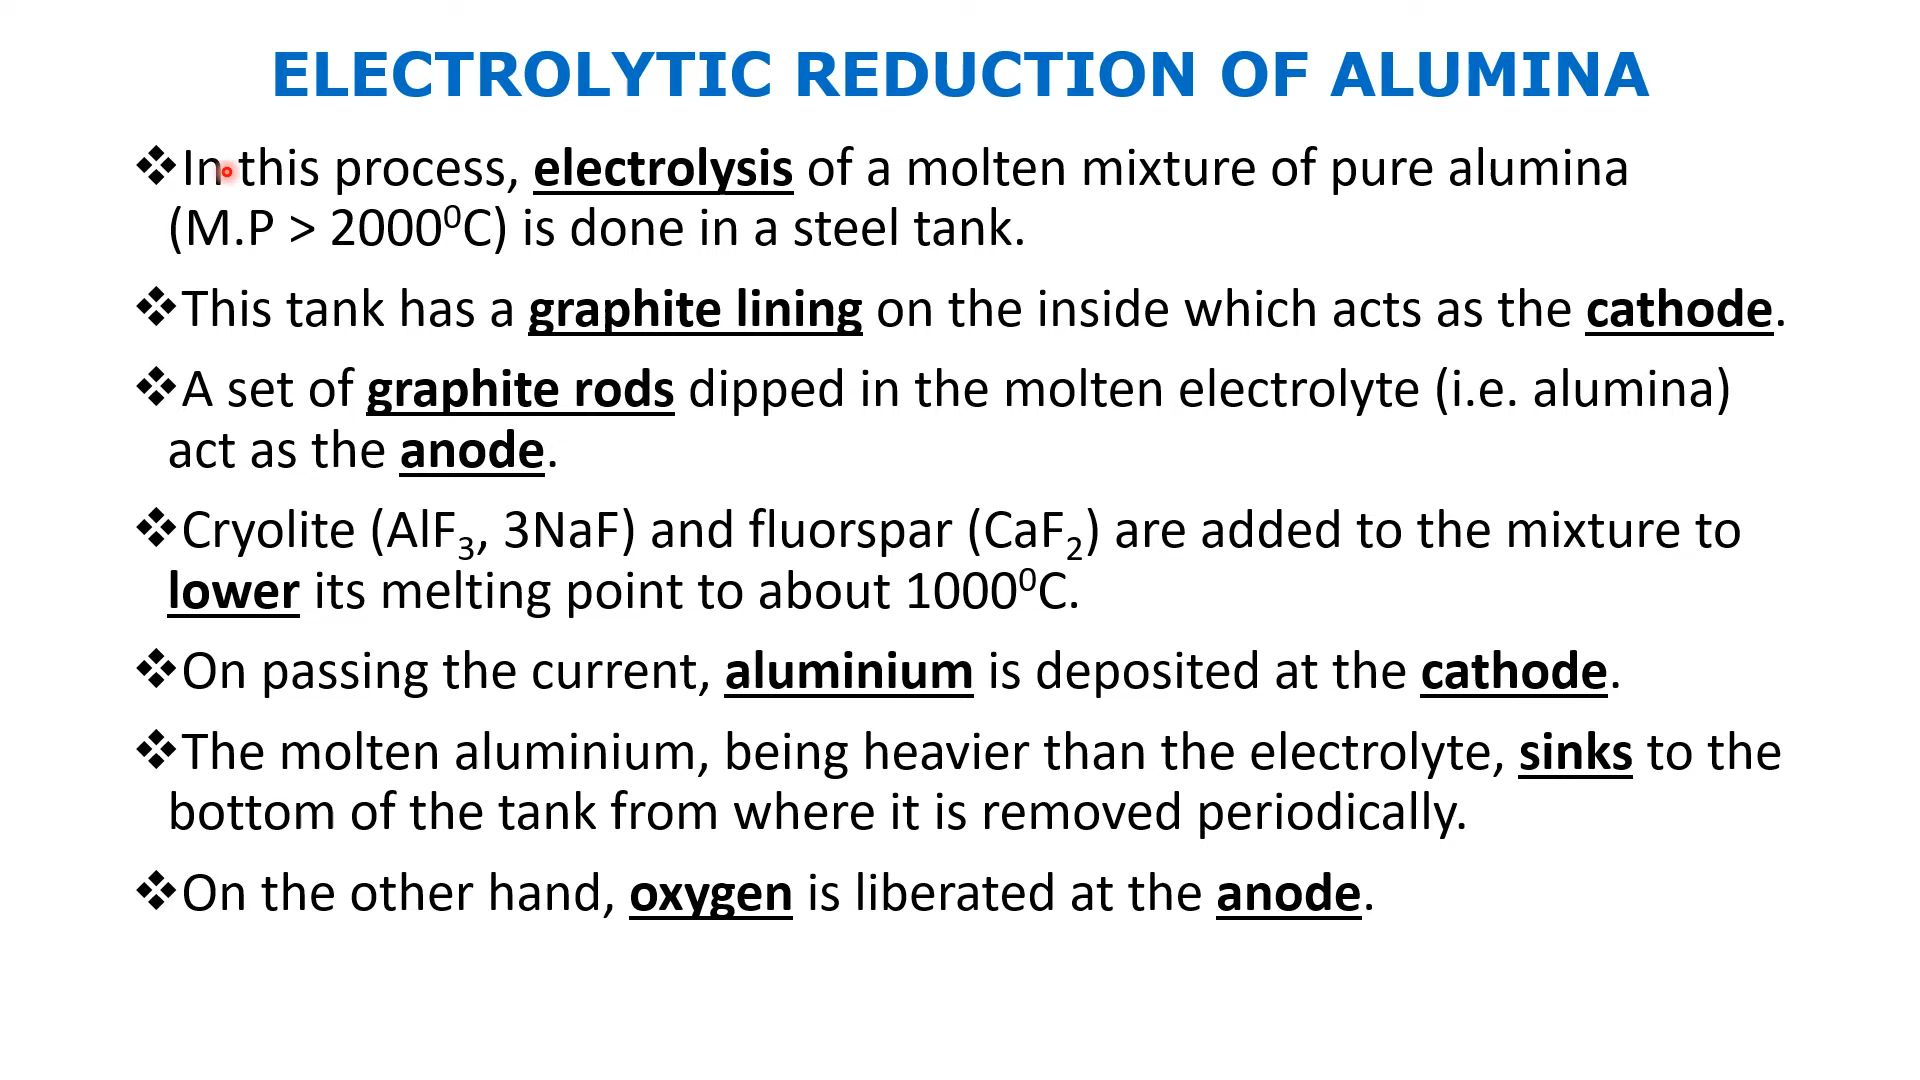 ELECTROLYTIC REDUCTION OF ALUMINA
❖In this process, electrolysis of a molten mixture of pure alumina
(M.P > 2000⁰C) is done in a steel tank.
❖This tank has a graphite lining on the inside which acts as the cathode.
❖A set of graphite rods dipped in the molten electrolyte (i.e. alumina)
act as the anode.
❖Cryolite (AlF₃, 3NaF) and fluorspar (CaF₂) are added to the mixture to
lower its melting point to about 1000⁰C.
❖On passing the current, aluminium is deposited at the cathode.
❖The molten aluminium, being heavier than the electrolyte, sinks to the
bottom of the tank from where it is removed periodically.
❖On the other hand, oxygen is liberated at the anode.